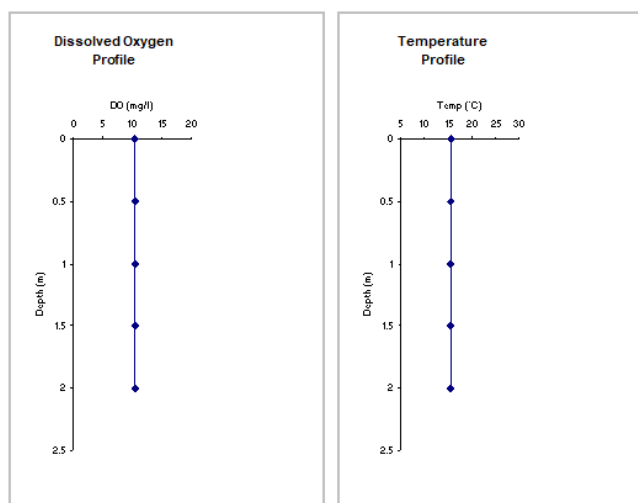 Dissolved Oxygen
Profile
DO (mg/l)
0 5 10 15 20
0
0.5
1
1.5
2
2.5
Depth (m)
Temperature
Profile
Temp (°C)
5 10 15 20 25 30
0
0.5
1
1.5
2
2.5
Depth (m)